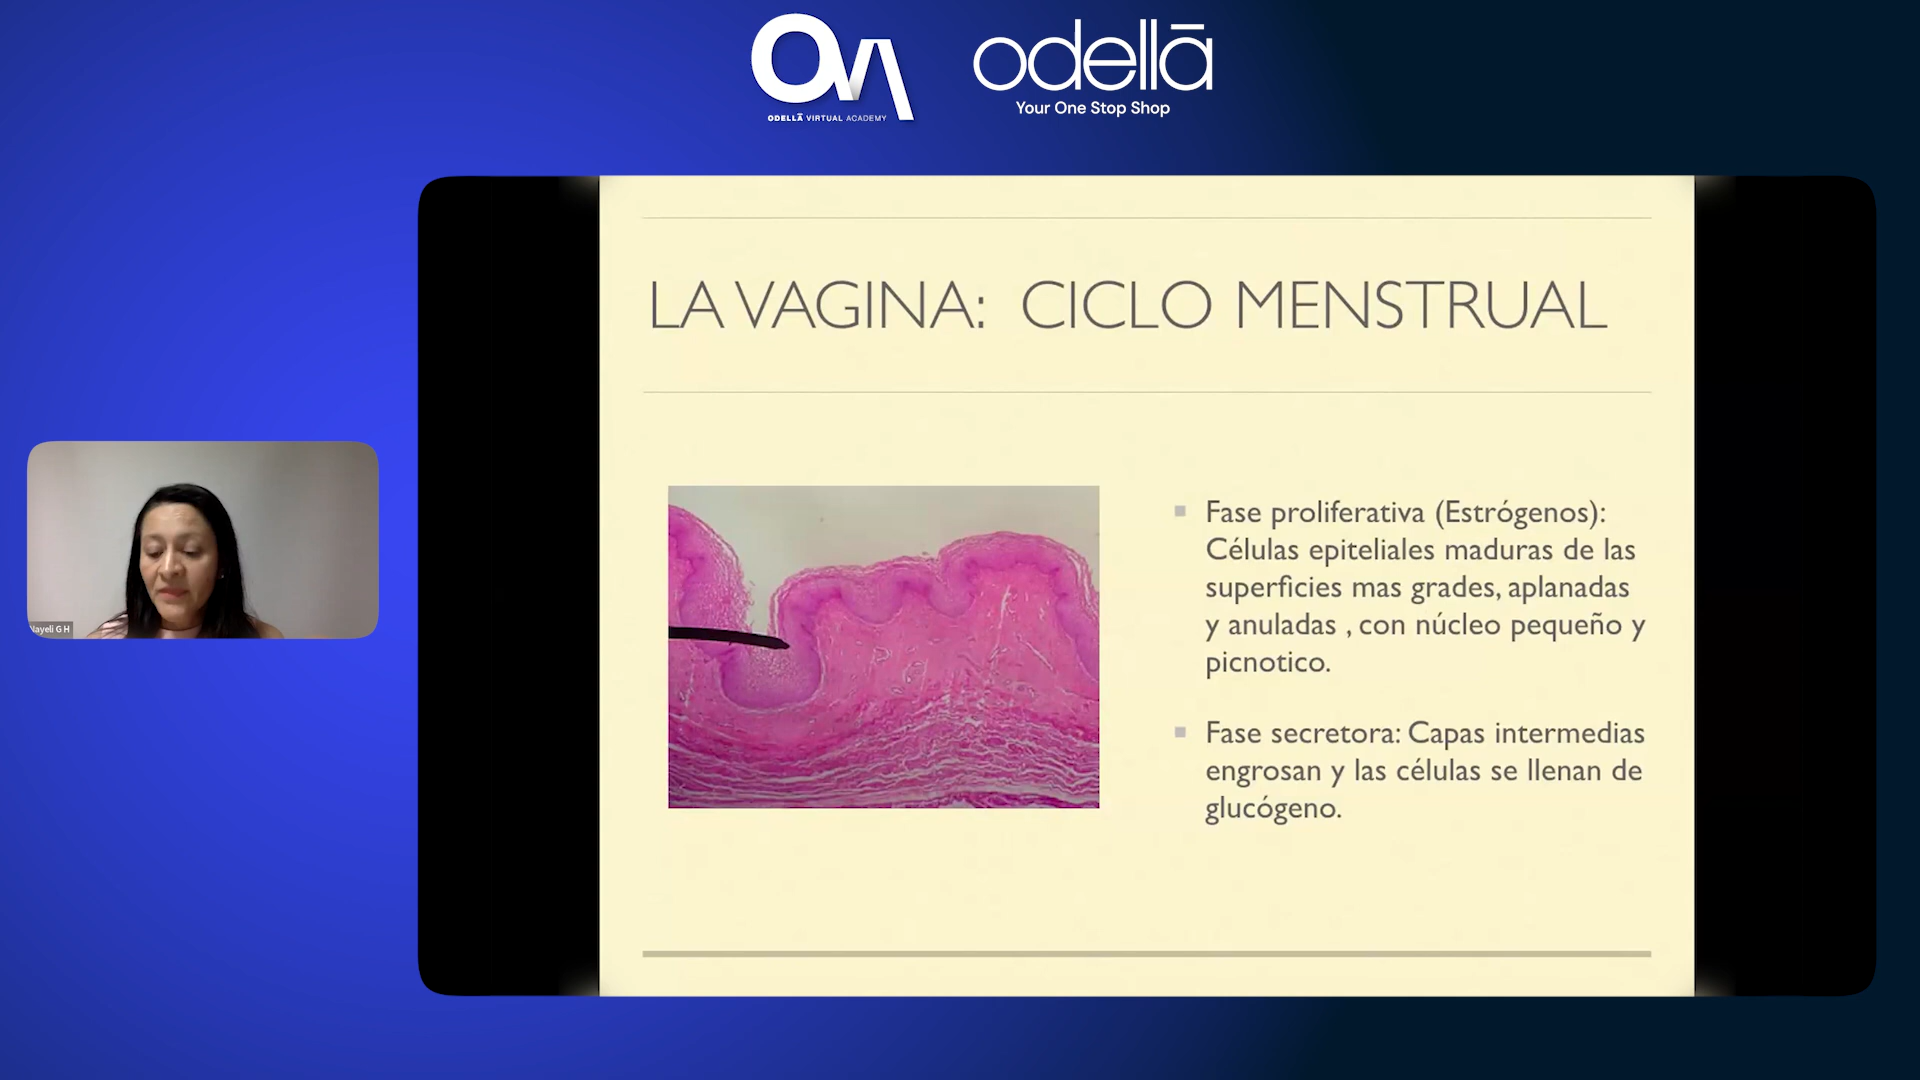 OVA
ODELLĀ VIRTUAL ACADEMY
odellā
Your One Stop Shop
LA VAGINA: CICLO MENSTRUAL
Fase proliferativa (Estrógenos):
Células epiteliales maduras de las
superficies mas grades, aplanadas
y anuladas , con núcleo pequeño y
picnotico.
Fase secretora: Capas intermedias
engrosan y las células se llenan de
glucógeno.
Nayeli G H